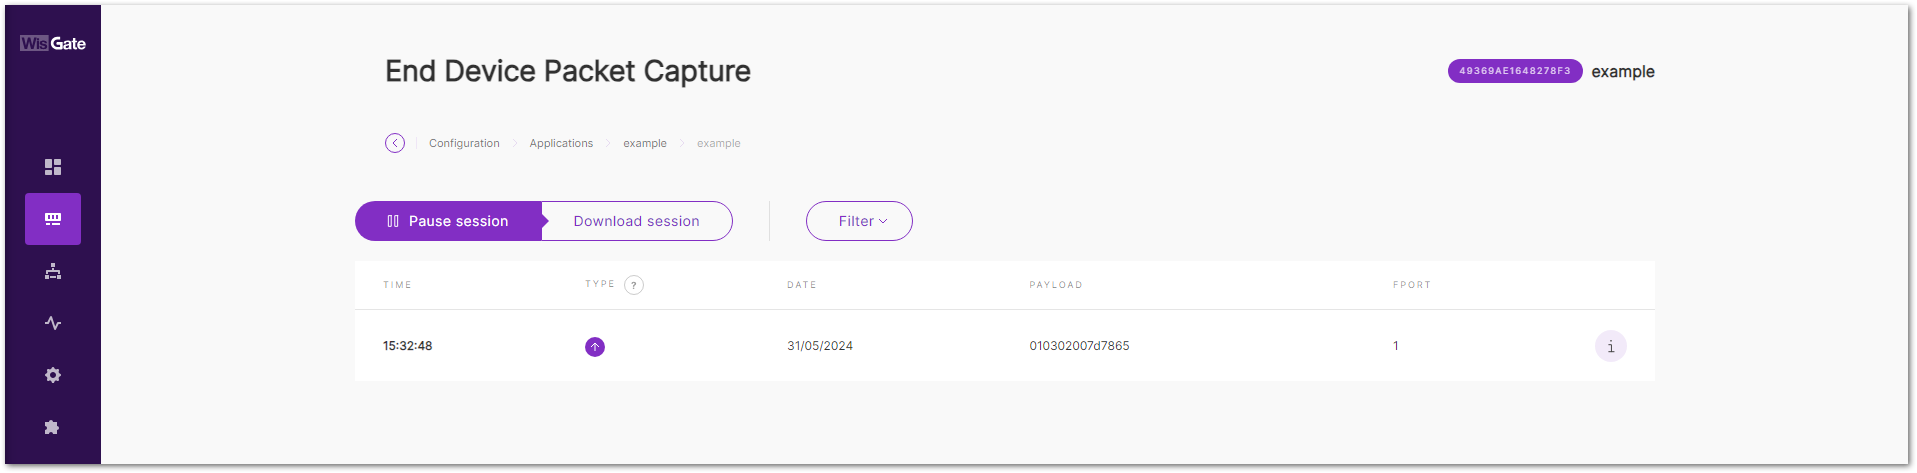 WisGate
End Device Packet Capture
49369AE1648278F3 example
Configuration Applications example example
Pause session Download session Filter
TIME TYPE ? DATE PAYLOAD FPORT
15:32:48 31/05/2024 010302007d7865 1 i